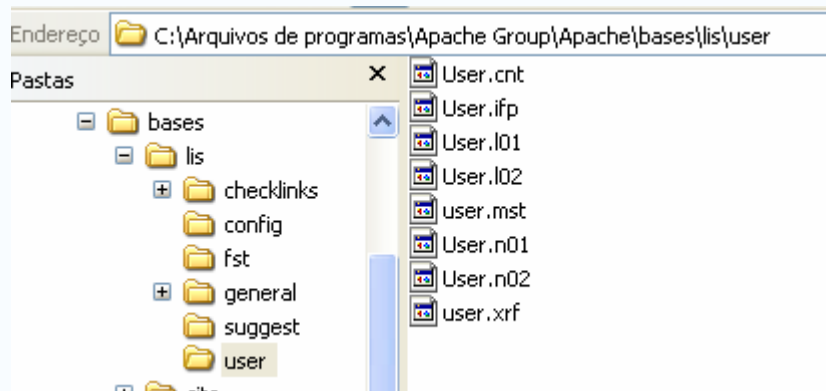 Endereço C:\Arquivos de programas\Apache Group\Apache\bases\lis\user
Pastas
bases
lis
checklinks
config
fst
general
suggest
user
User.cnt
User.ifp
User.l01
User.l02
user.mst
User.n01
User.n02
user.xrf